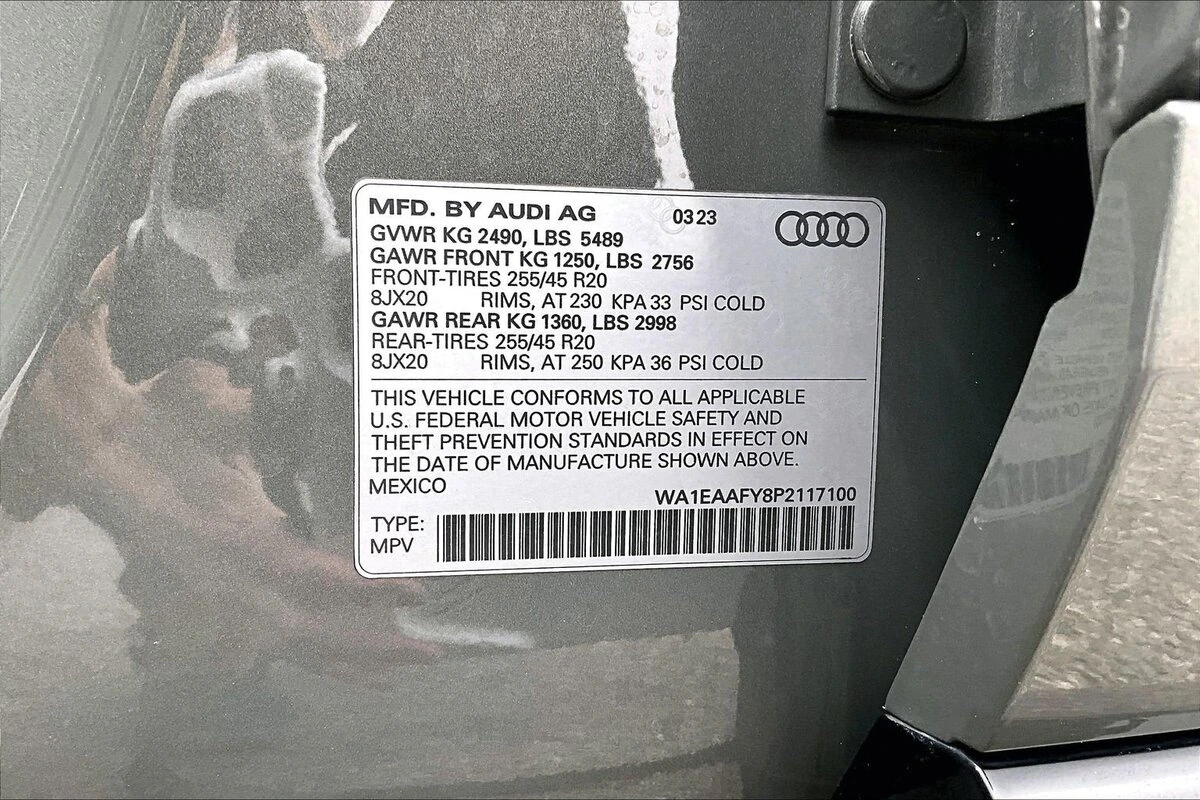 MFD. BY AUDI AG 0323
GVWR KG 2490, LBS 5489
GAWR FRONT KG 1250, LBS 2756
FRONT-TIRES 255/45 R20
8JX20 RIMS, AT 230 KPA 33 PSI COLD
GAWR REAR KG 1360, LBS 2998
REAR-TIRES 255/45 R20
8JX20 RIMS, AT 250 KPA 36 PSI COLD
THIS VEHICLE CONFORMS TO ALL APPLICABLE
U.S. FEDERAL MOTOR VEHICLE SAFETY AND
THEFT PREVENTION STANDARDS IN EFFECT ON
THE DATE OF MANUFACTURE SHOWN ABOVE.
MEXICO
WA1EAAFY8P2117100
TYPE:
MPV